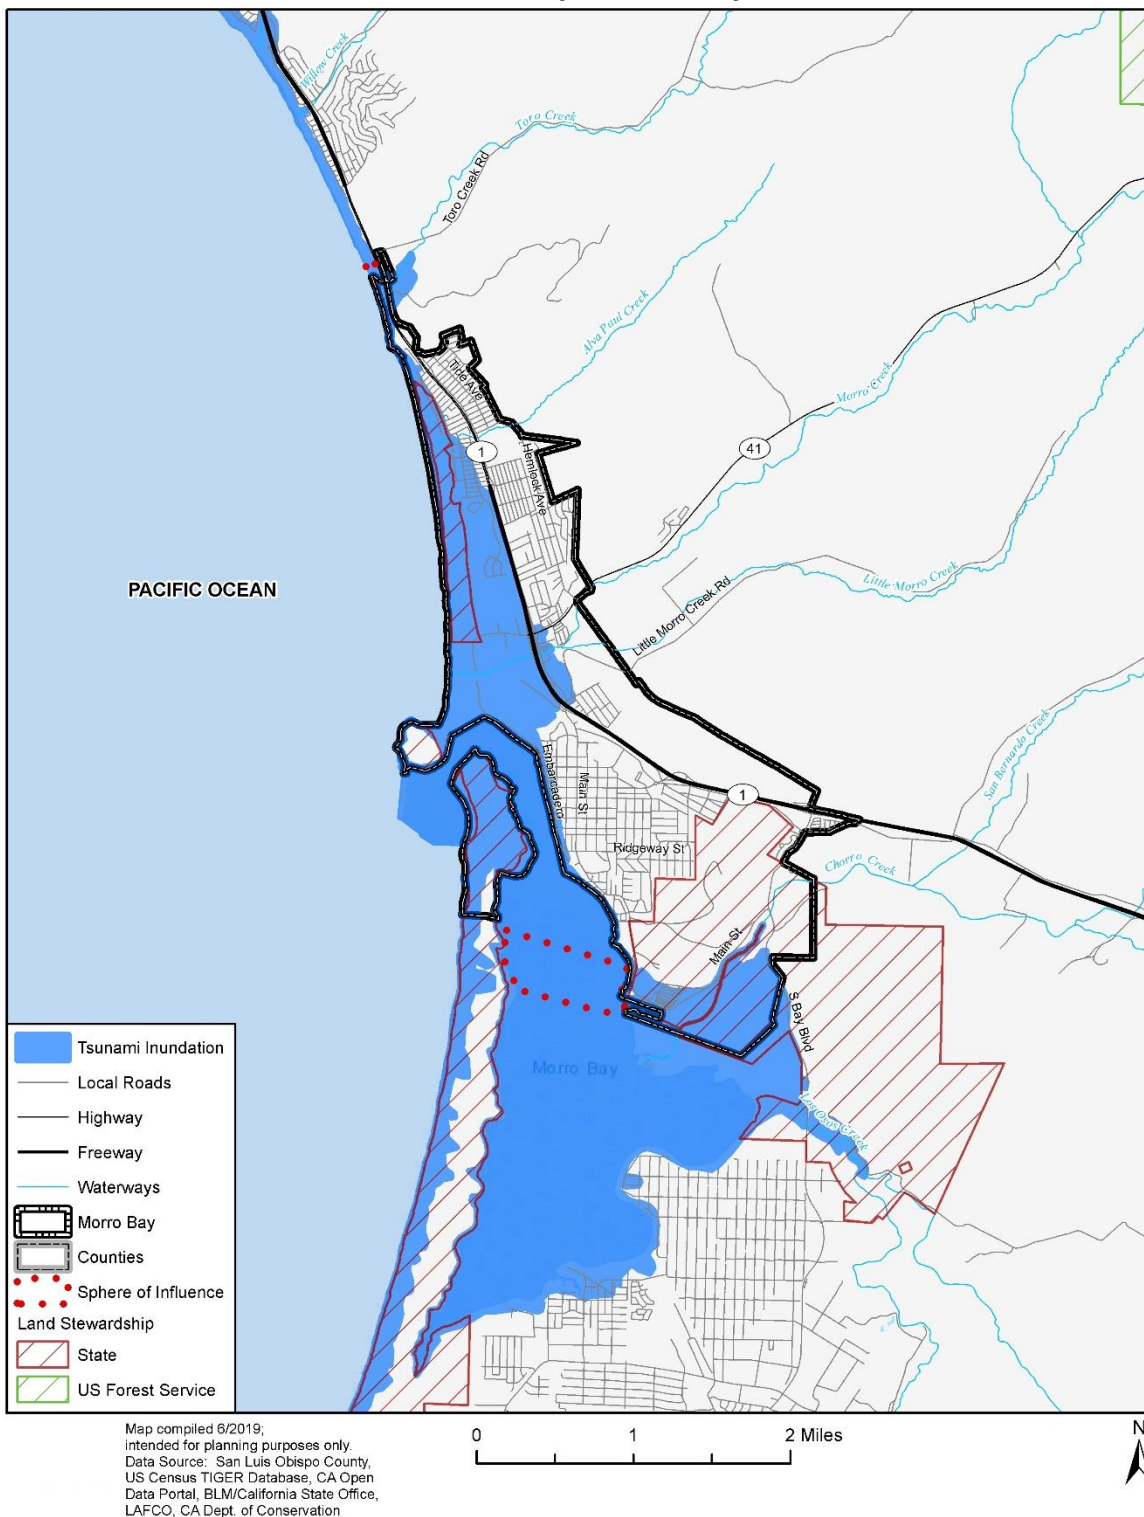 Willow Creek
Toro Creek
Toro Creek Rd
Alva Paul Creek
Tide Ave
Morro Creek
41
1
Hemlock Ave
PACIFIC OCEAN
Little Morro Creek
Little Morro Creek Rd
San Bernardo Creek
Embarcadero
Main St
1
Ridgeway St
Chorro Creek
Main St
S Bay Blvd
Morro Bay
Los Osos Creek
Tsunami Inundation
Local Roads
Highway
Freeway
Waterways
Morro Bay
Counties
Sphere of Influence
Land Stewardship
State
US Forest Service
Map compiled 6/2019;
intended for planning purposes only.
Data Source: San Luis Obispo County,
US Census TIGER Database, CA Open
Data Portal, BLM/California State Office,
LAFCO, CA Dept. of Conservation
0 1 2 Miles
N